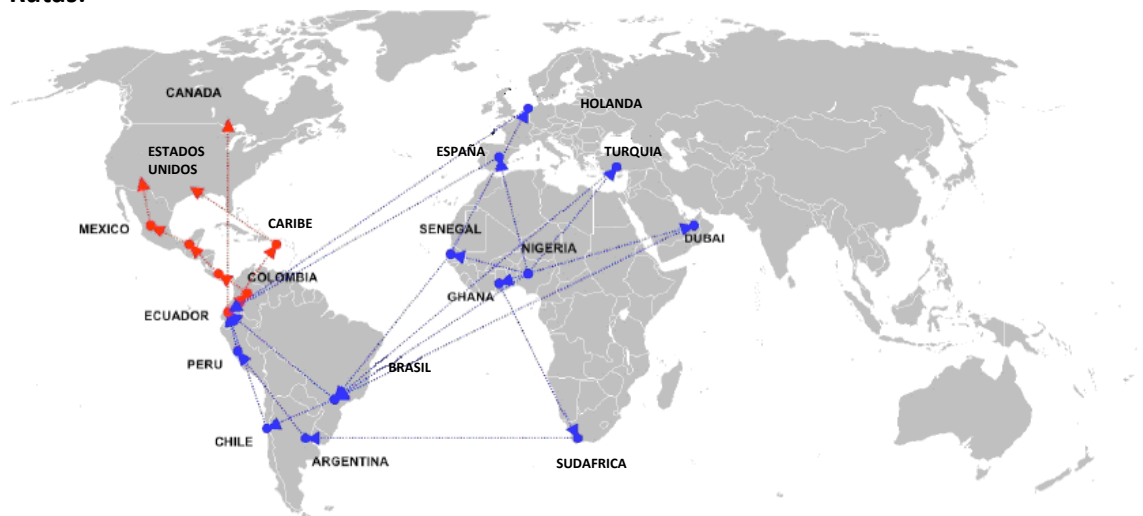 Rutas:
CANADA
HOLANDA
ESTADOS
UNIDOS
ESPAÑA
TURQUIA
CARIBE
MEXICO
SENEGAL
NIGERIA
DUBAI
COLOMBIA
GHANA
ECUADOR
PERU
BRASIL
CHILE
ARGENTINA
SUDAFRICA